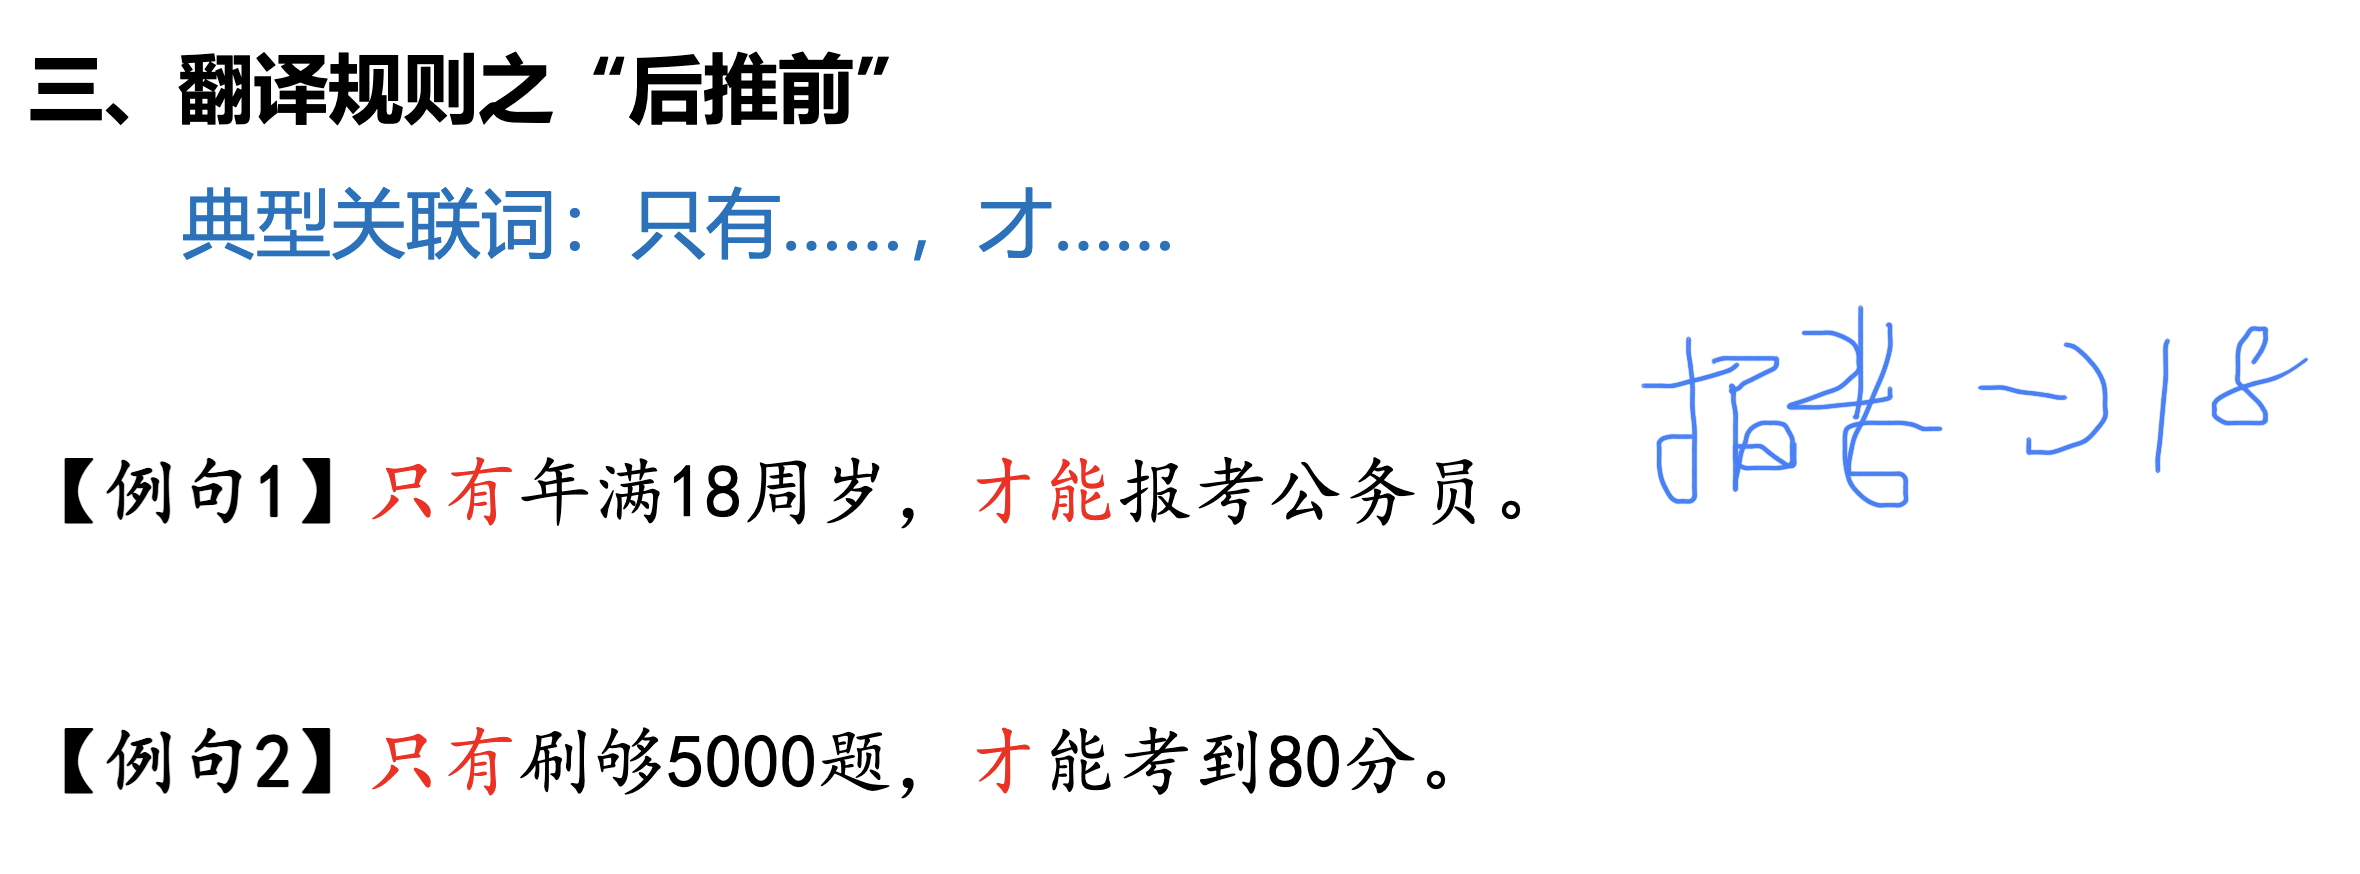 三、翻译规则之“后推前”
典型关联词：只有……，才……
报考→18
【例句1】只有年满18周岁，才能报考公务员。
【例句2】只有刷够5000题，才能考到80分。